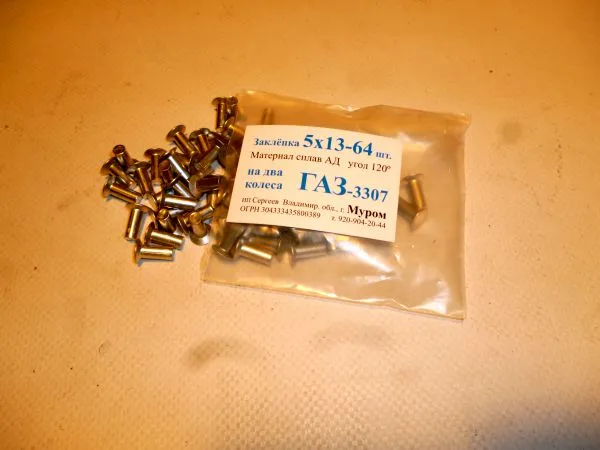 Заклёпка 5х13-64 шт.
Материал сплав АД угол 120°
на два
колеса ГАЗ-3307
ип Сергеев Владимир. обл., г. Муром
ОГРН 304333435800389 т. 920-904-20-44